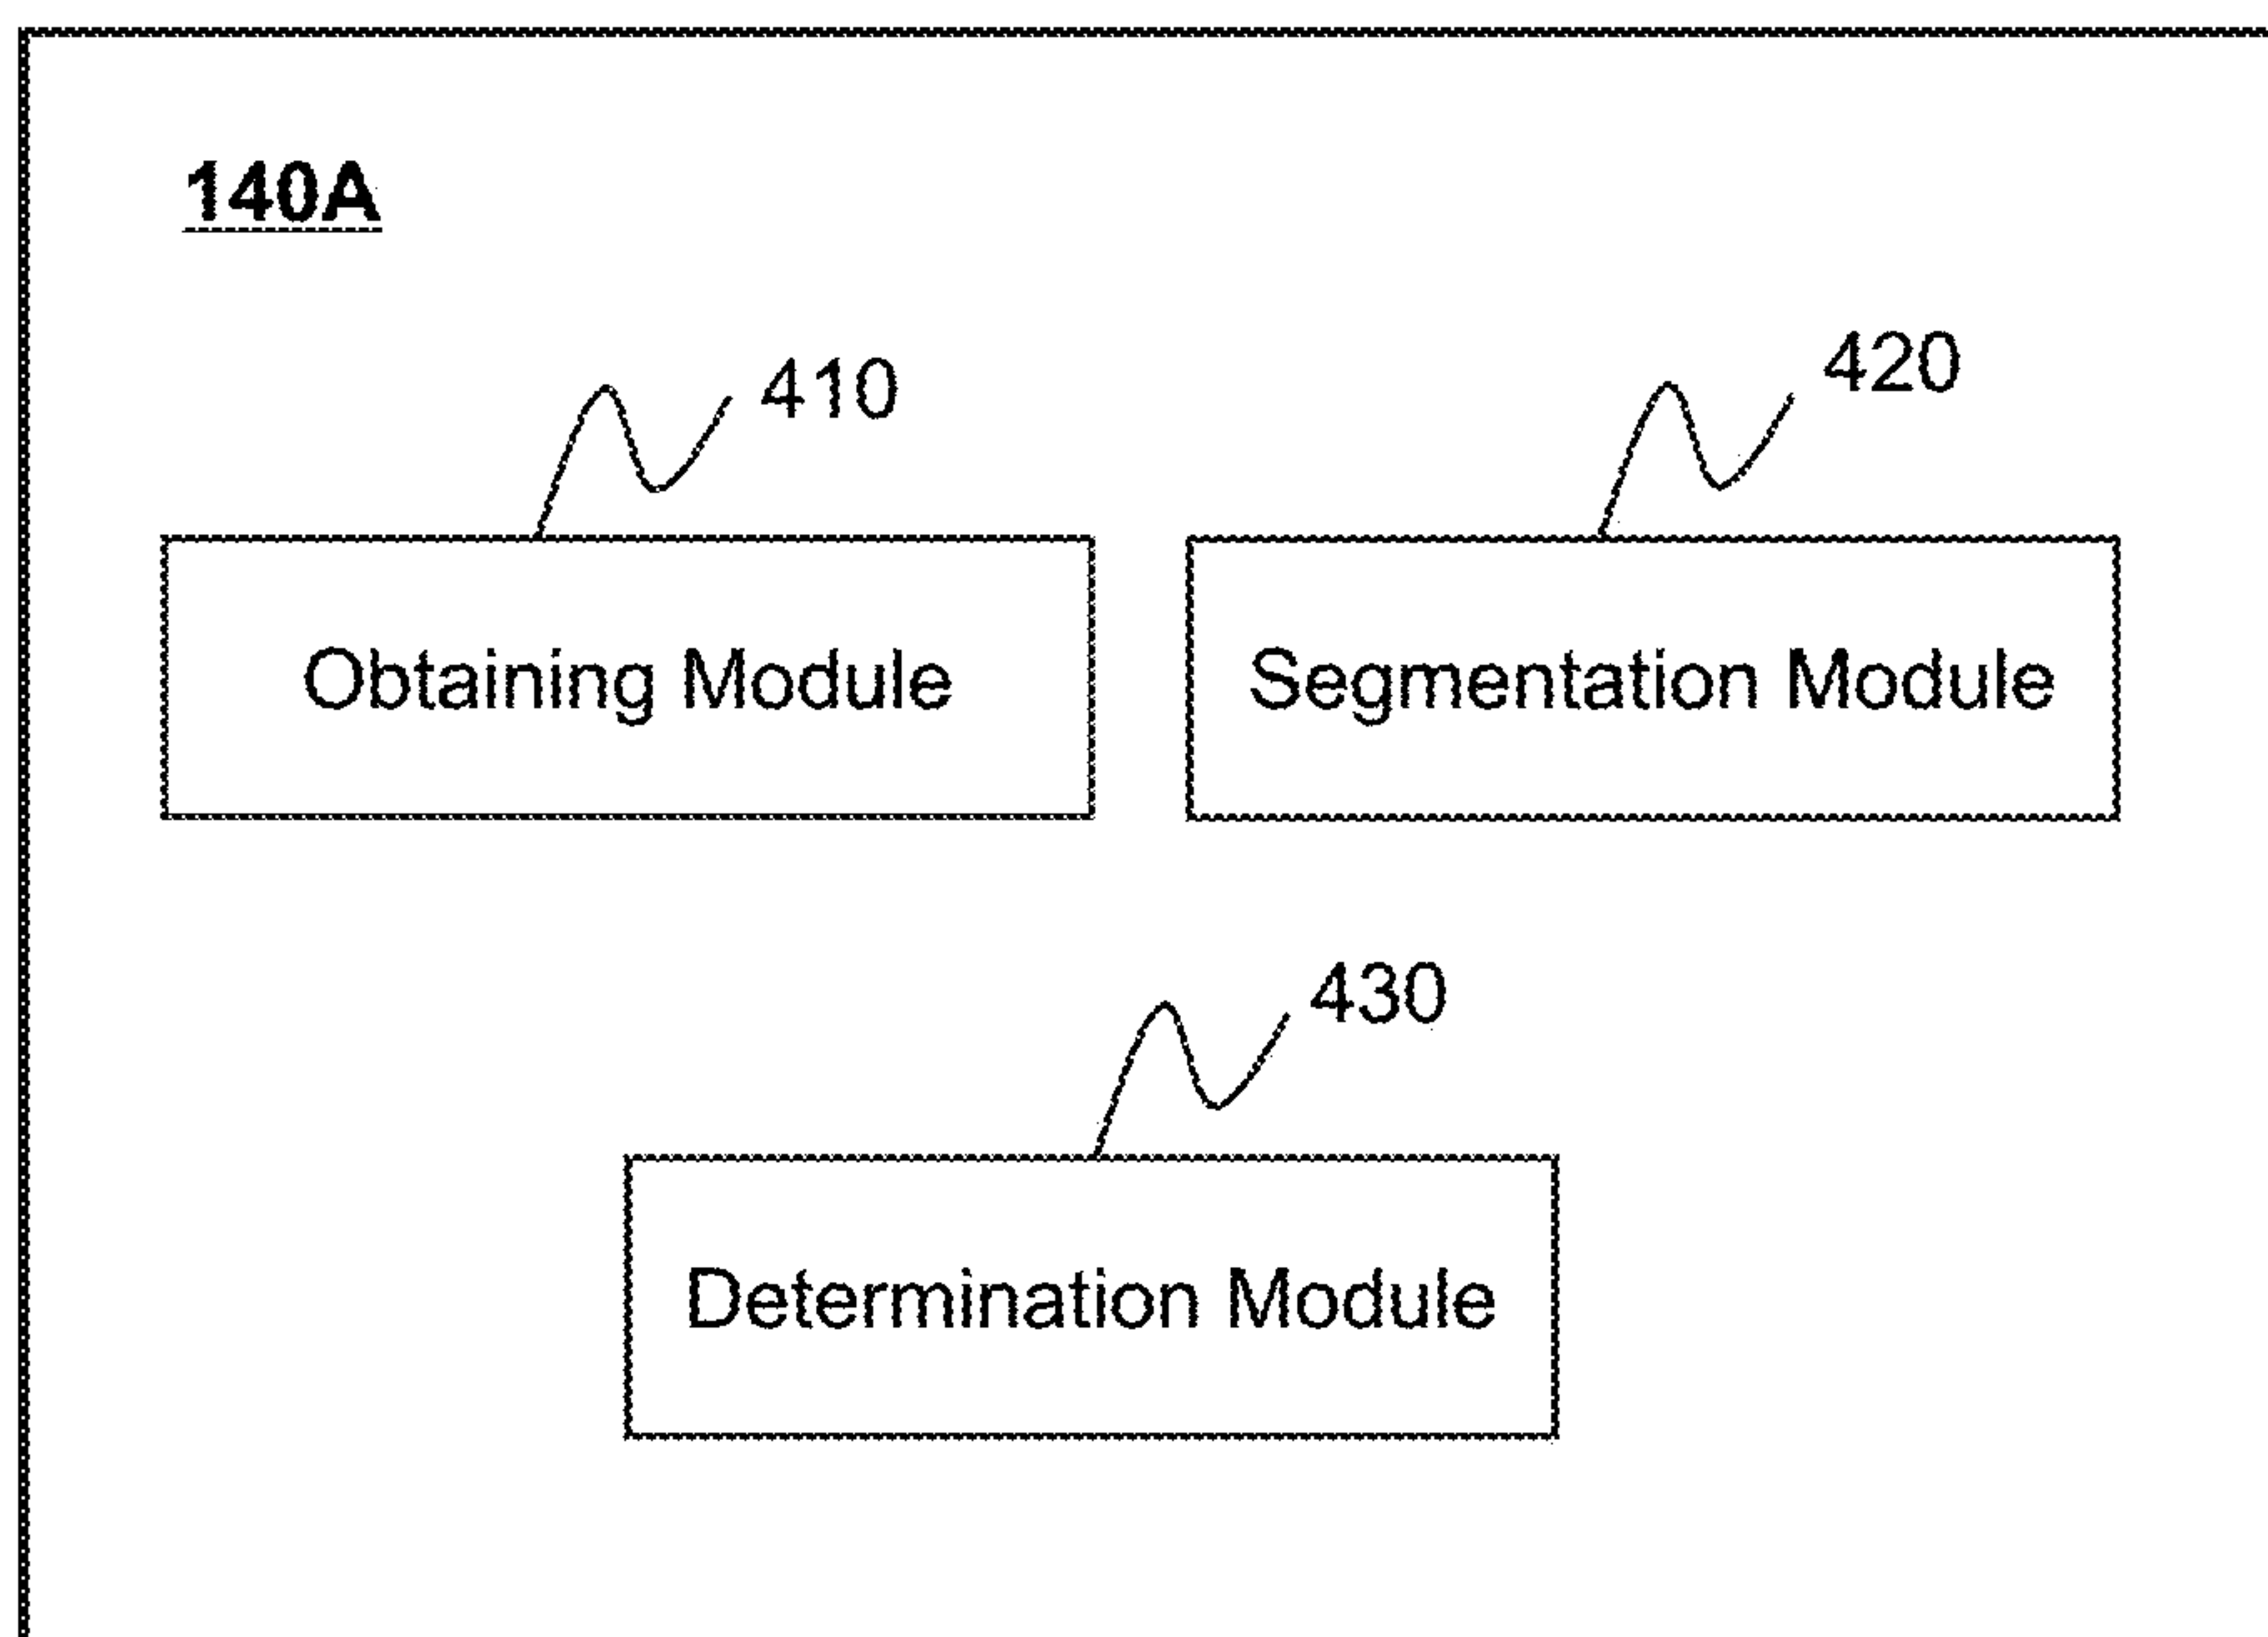 140A
410
420
Obtaining Module
Segmentation Module
430
Determination Module